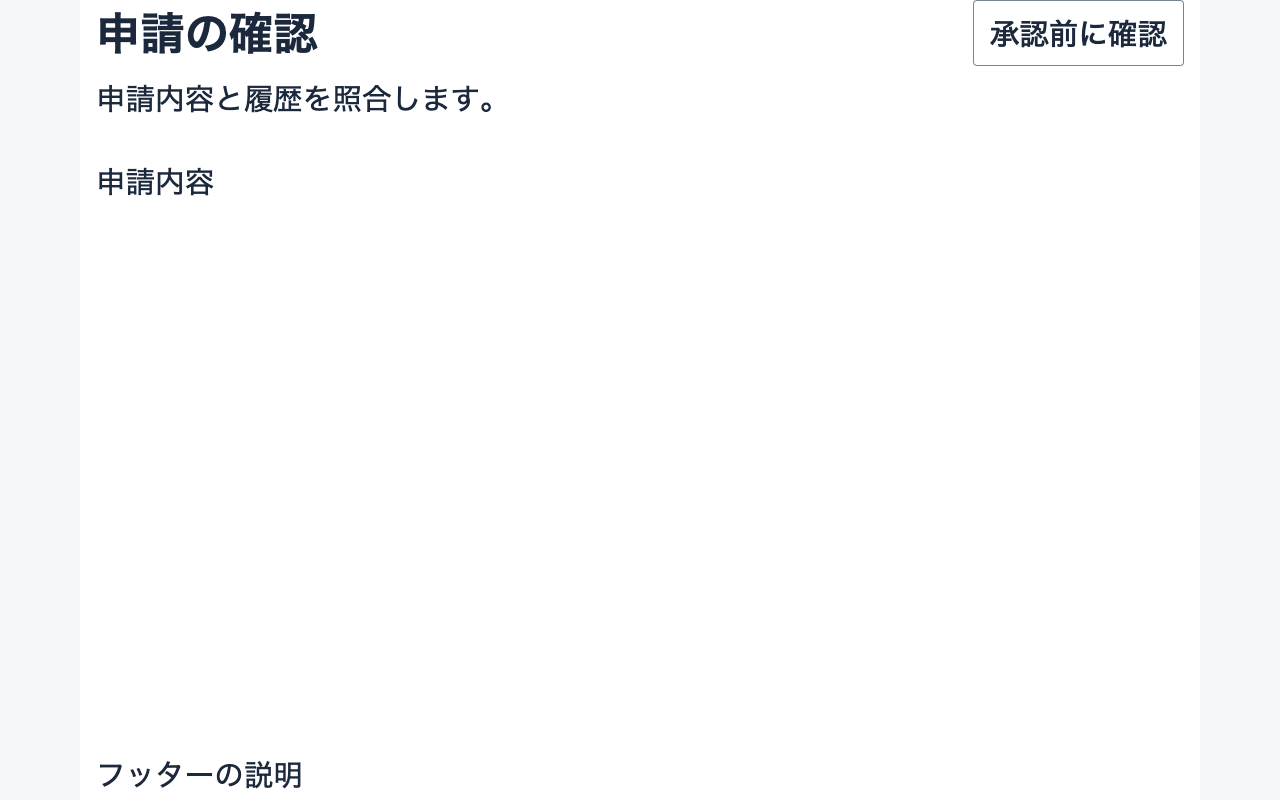 申請の確認
承認前に確認
申請内容と履歴を照合します。
申請内容
フッターの説明